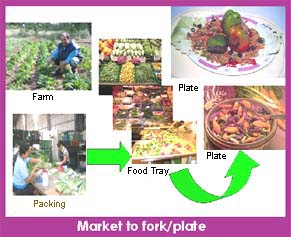 Plate
Farm
Plate
Food Tray
Packing
Market to fork/plate